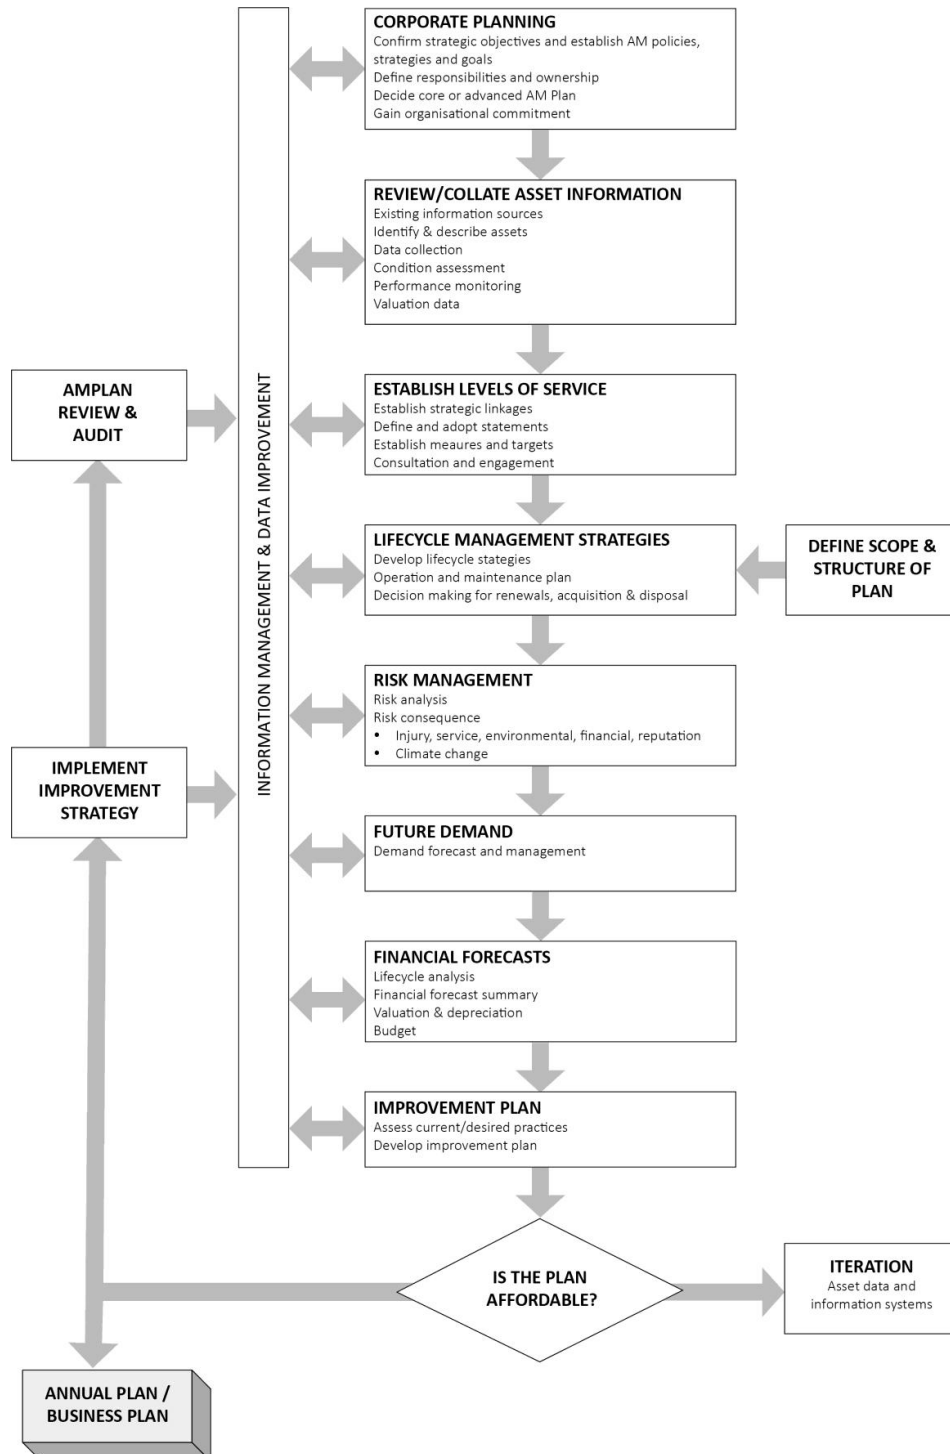 CORPORATE PLANNING
Confirm strategic objectives and establish AM policies,
strategies and goals
Define responsibilities and ownership
Decide core or advanced AM Plan
Gain organisational commitment
REVIEW/COLLATE ASSET INFORMATION
Existing information sources
Identify & describe assets
Data collection
Condition assessment
Performance monitoring
Valuation data
INFORMATION MANAGEMENT & DATA IMPROVEMENT
AMPLAN
REVIEW &
AUDIT
ESTABLISH LEVELS OF SERVICE
Establish strategic linkages
Define and adopt statements
Establish meaures and targets
Consultation and engagement
LIFECYCLE MANAGEMENT STRATEGIES
Develop lifecycle stategies
Operation and maintenance plan
Decision making for renewals, acquisition & disposal
DEFINE SCOPE &
STRUCTURE OF
PLAN
RISK MANAGEMENT
Risk analysis
Risk consequence
• Injury, service, environmental, financial, reputation
• Climate change
IMPLEMENT
IMPROVEMENT
STRATEGY
FUTURE DEMAND
Demand forecast and management
FINANCIAL FORECASTS
Lifecycle analysis
Financial forecast summary
Valuation & depreciation
Budget
IMPROVEMENT PLAN
Assess current/desired practices
Develop improvement plan
IS THE PLAN
AFFORDABLE?
ITERATION
Asset data and
information systems
ANNUAL PLAN /
BUSINESS PLAN